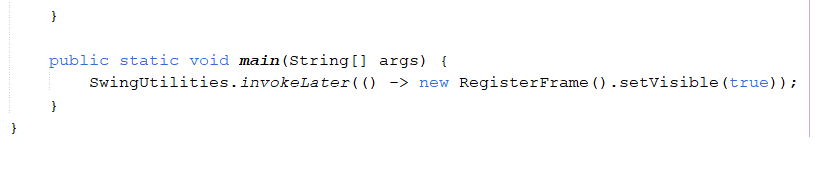 }
public static void main(String[] args) {
SwingUtilities.invokeLater(() -> new RegisterFrame().setVisible(true));
}
}